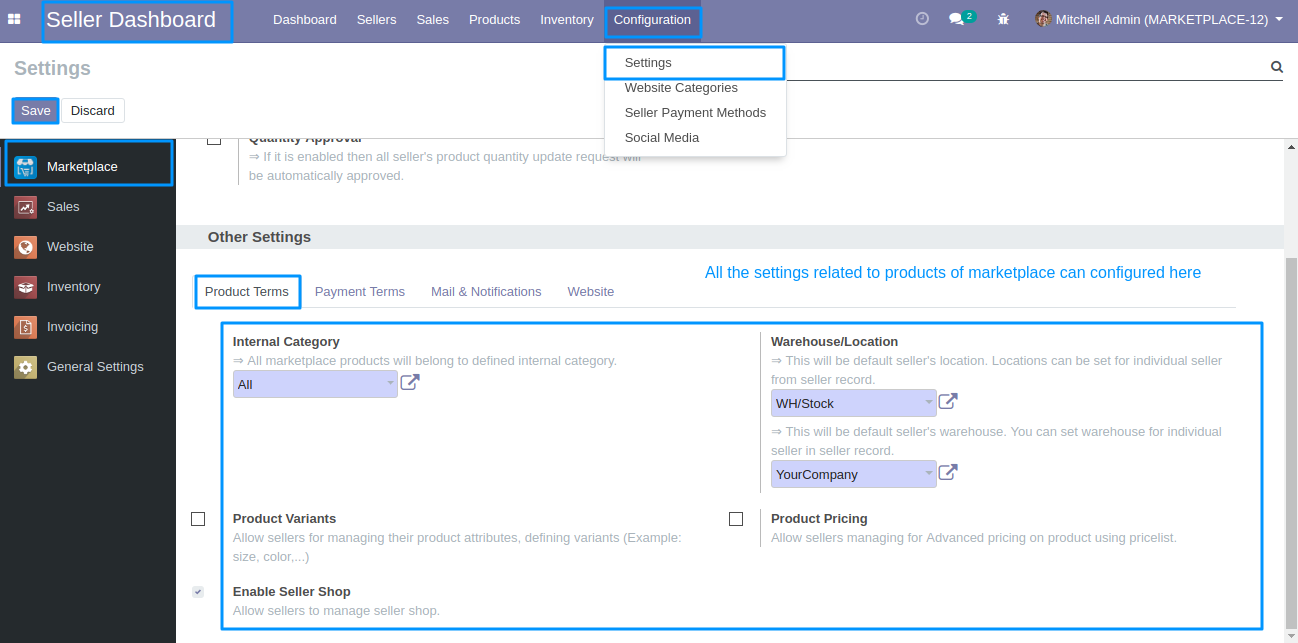 Seller Dashboard
Dashboard
Sellers
Sales
Products
Inventory
Configuration
2
Mitchell Admin (MARKETPLACE-12)
Settings
Save
Discard
Settings
Website Categories
Seller Payment Methods
Social Media
Marketplace
Sales
Website
Inventory
Invoicing
General Settings
Quantity Approval
⇒ If it is enabled then all seller's product quantity update request will
be automatically approved.
Other Settings
All the settings related to products of marketplace can configured here
Product Terms
Payment Terms
Mail & Notifications
Website
Internal Category
⇒ All marketplace products will belong to defined internal category.
All
Warehouse/Location
⇒ This will be default seller's location. Locations can be set for individual seller
from seller record.
WH/Stock
⇒ This will be default seller's warehouse. You can set warehouse for individual
seller in seller record.
YourCompany
Product Variants
Allow sellers for managing their product attributes, defining variants (Example:
size, color,...)
Product Pricing
Allow sellers managing for Advanced pricing on product using pricelist.
Enable Seller Shop
Allow sellers to manage seller shop.